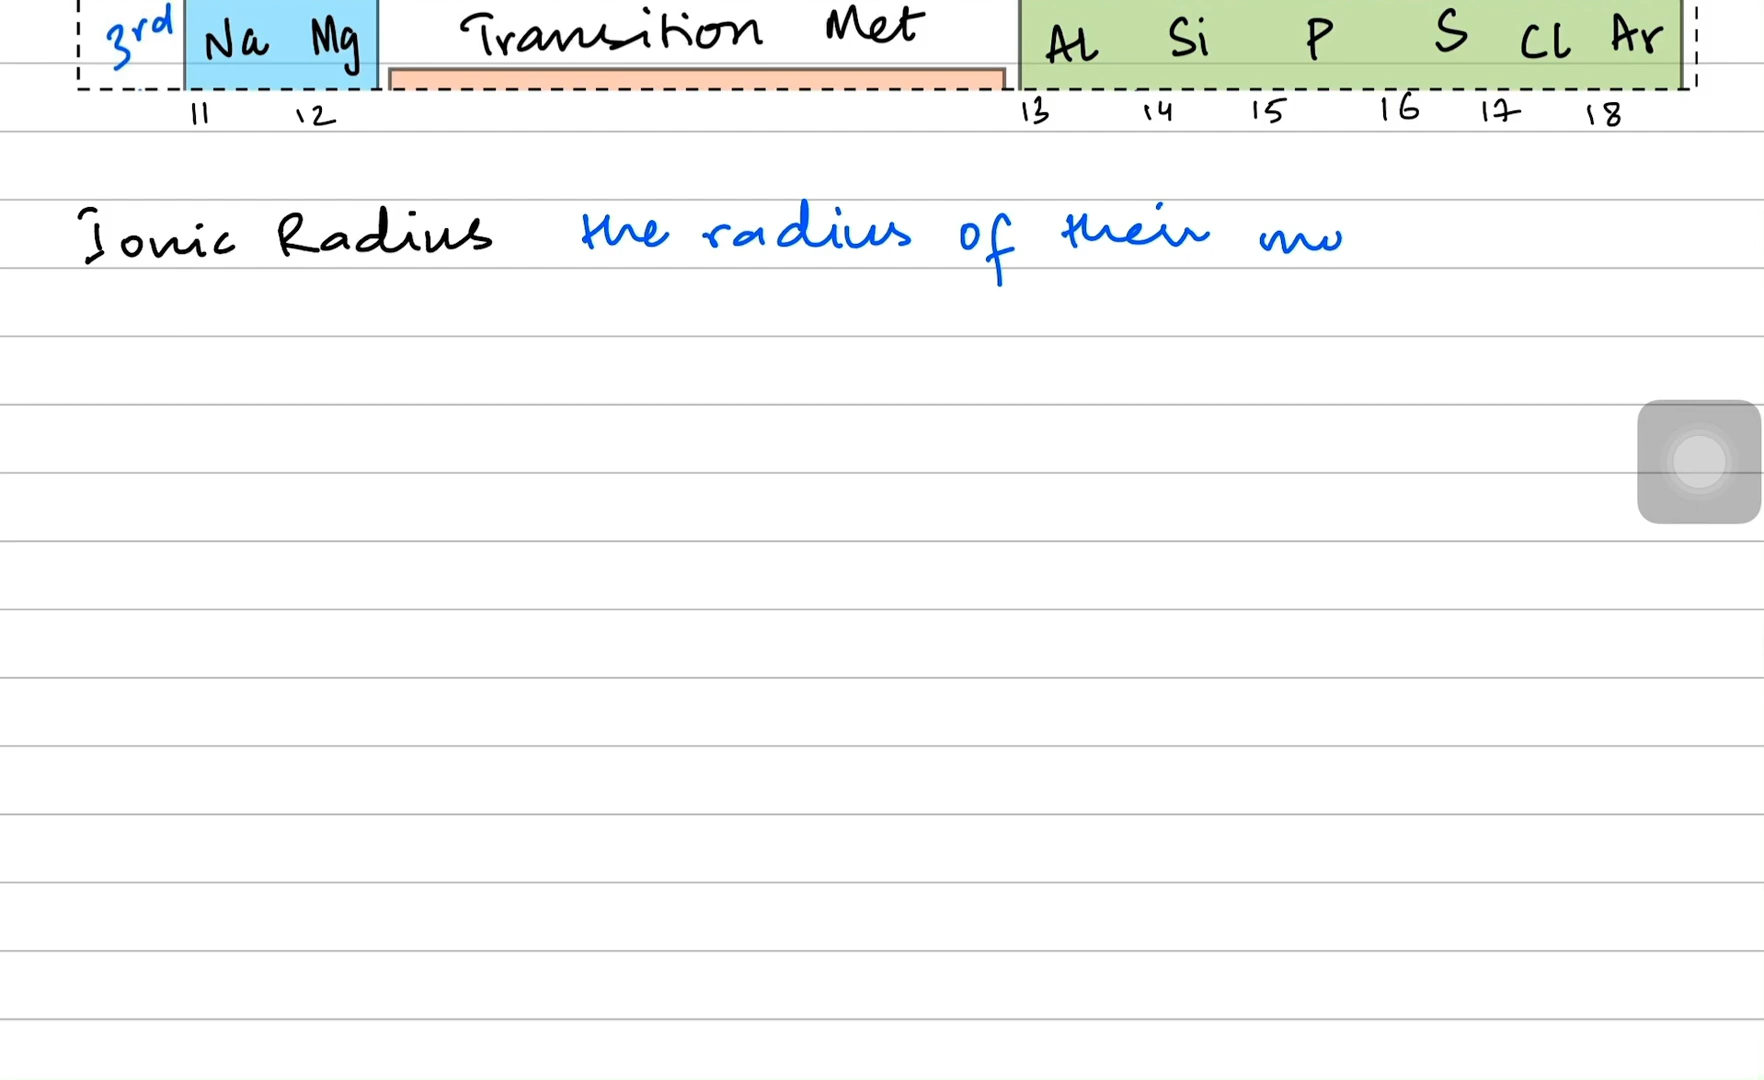 3rd Na Mg Transition Met Al Si P S Cl Ar
11 12 13 14 15 16 17 18
Ionic Radius the radius of their mo